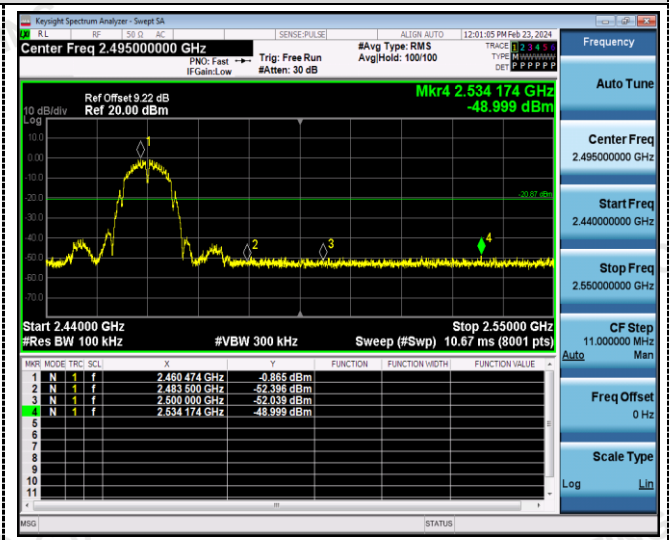 Keysight Spectrum Analyzer - Swept SA
RL RF 50 Ω AC SENSE:PULSE ALIGN AUTO 12:01:05 PM Feb 23, 2024
Center Freq 2.495000000 GHz
PNO: Fast
IFGain:Low
Trig: Free Run
#Atten: 30 dB
#Avg Type: RMS
Avg|Hold: 100/100
TRACE 1 2 3 4 5 6
TYPE M WWWWW
DET P P P P P P
Frequency
Auto Tune
Center Freq
2.495000000 GHz
Start Freq
2.440000000 GHz
Stop Freq
2.550000000 GHz
CF Step
11.000000 MHz
Auto Man
Freq Offset
0 Hz
Scale Type
Log Lin
Mkr4 2.534 174 GHz
-48.999 dBm
Ref Offset 9.22 dB
10 dB/div Ref 20.00 dBm
Log
10.0
0.00
-10.0
-20.0
-30.0
-40.0
-50.0
-60.0
-70.0
1
2
3
4
-20.87 dBm
Start 2.44000 GHz Stop 2.55000 GHz
#Res BW 100 kHz #VBW 300 kHz Sweep (#Swp) 10.67 ms (8001 pts)
MKR MODE TRC SCL X Y FUNCTION FUNCTION WIDTH FUNCTION VALUE
1 N 1 f 2.460 474 GHz -0.865 dBm
2 N 1 f 2.483 500 GHz -52.396 dBm
3 N 1 f 2.500 000 GHz -52.039 dBm
4 N 1 f 2.534 174 GHz -48.999 dBm
5
6
7
8
9
10
11
MSG STATUS